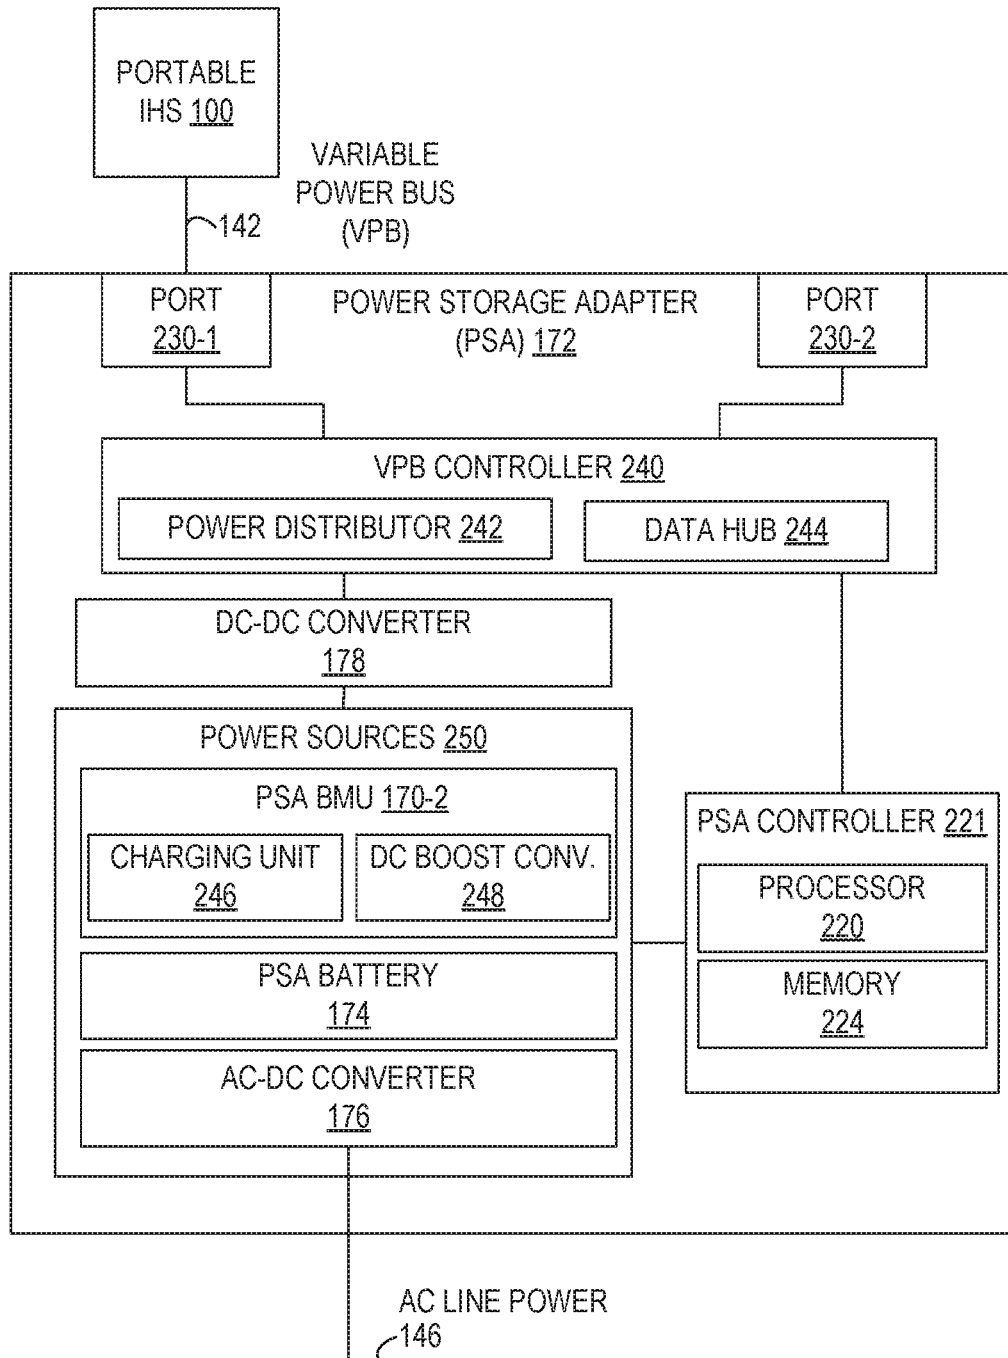 PORTABLE
IHS 100
VARIABLE
POWER BUS
(VPB)
142
PORT
230-1
POWER STORAGE ADAPTER
(PSA) 172
PORT
230-2
VPB CONTROLLER 240
POWER DISTRIBUTOR 242
DATA HUB 244
DC-DC CONVERTER
178
POWER SOURCES 250
PSA BMU 170-2
CHARGING UNIT
246
DC BOOST CONV.
248
PSA BATTERY
174
AC-DC CONVERTER
176
PSA CONTROLLER 221
PROCESSOR
220
MEMORY
224
AC LINE POWER
146